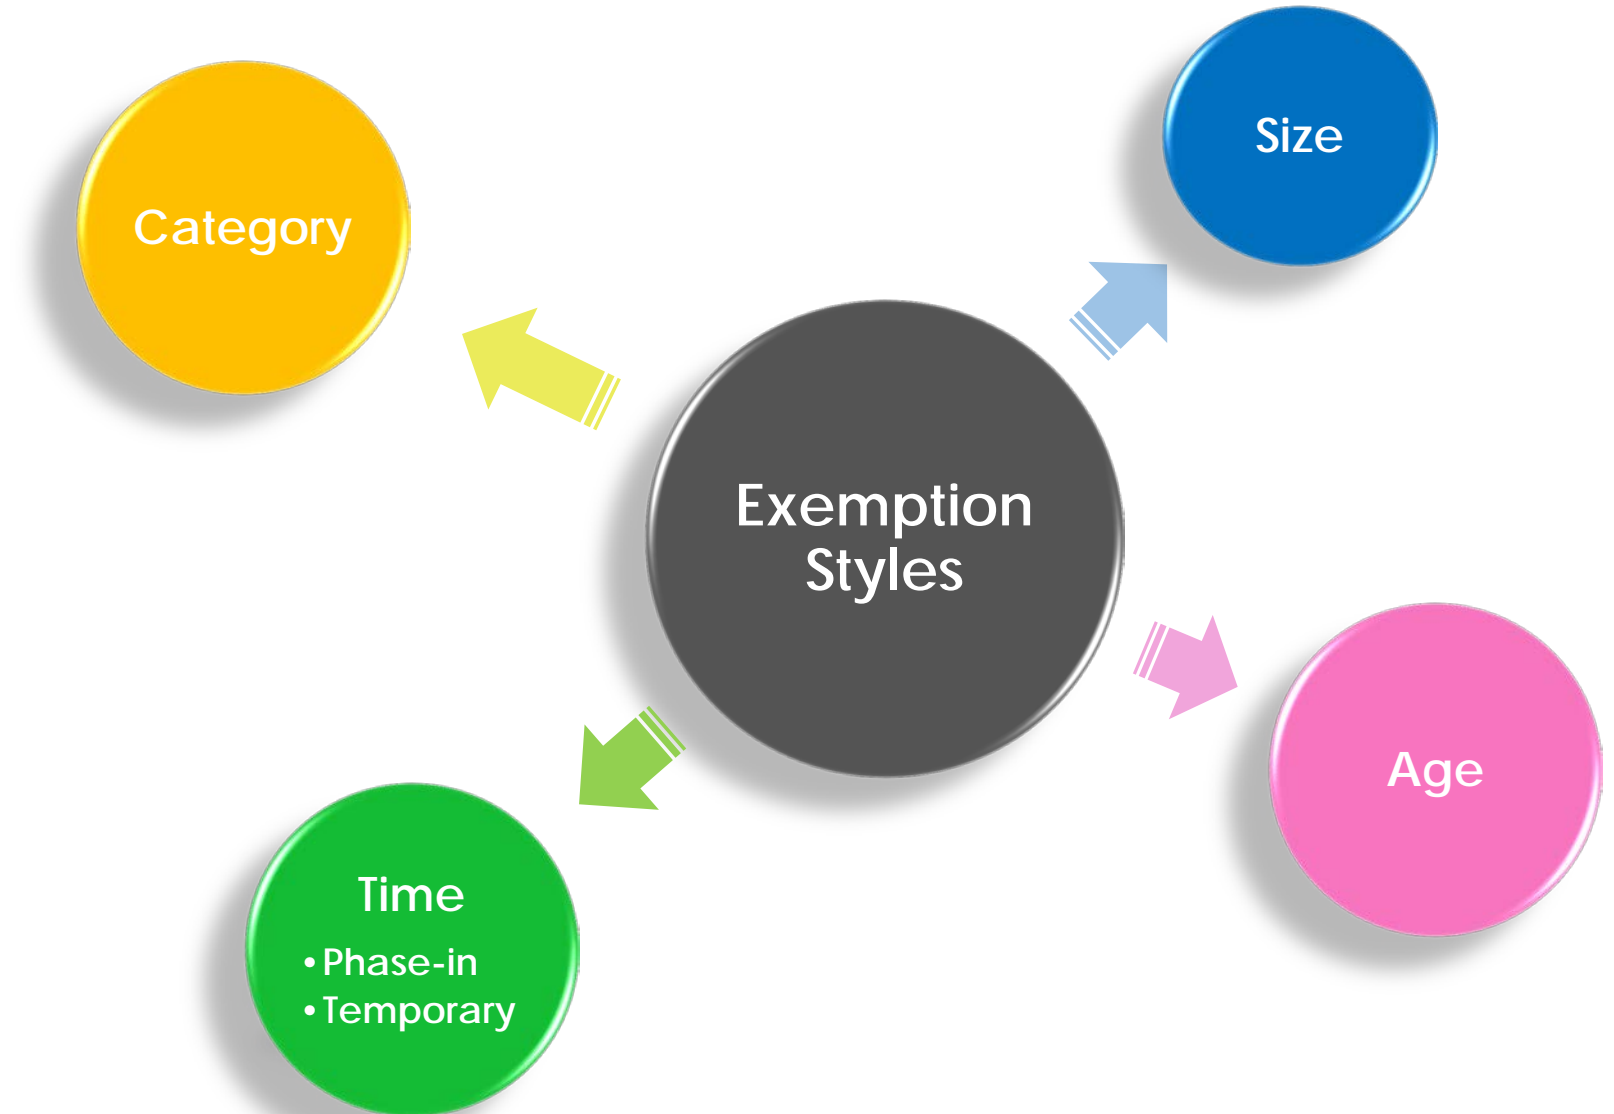 Size
Category
Exemption
Styles
Age
Time
• Phase-in
• Temporary